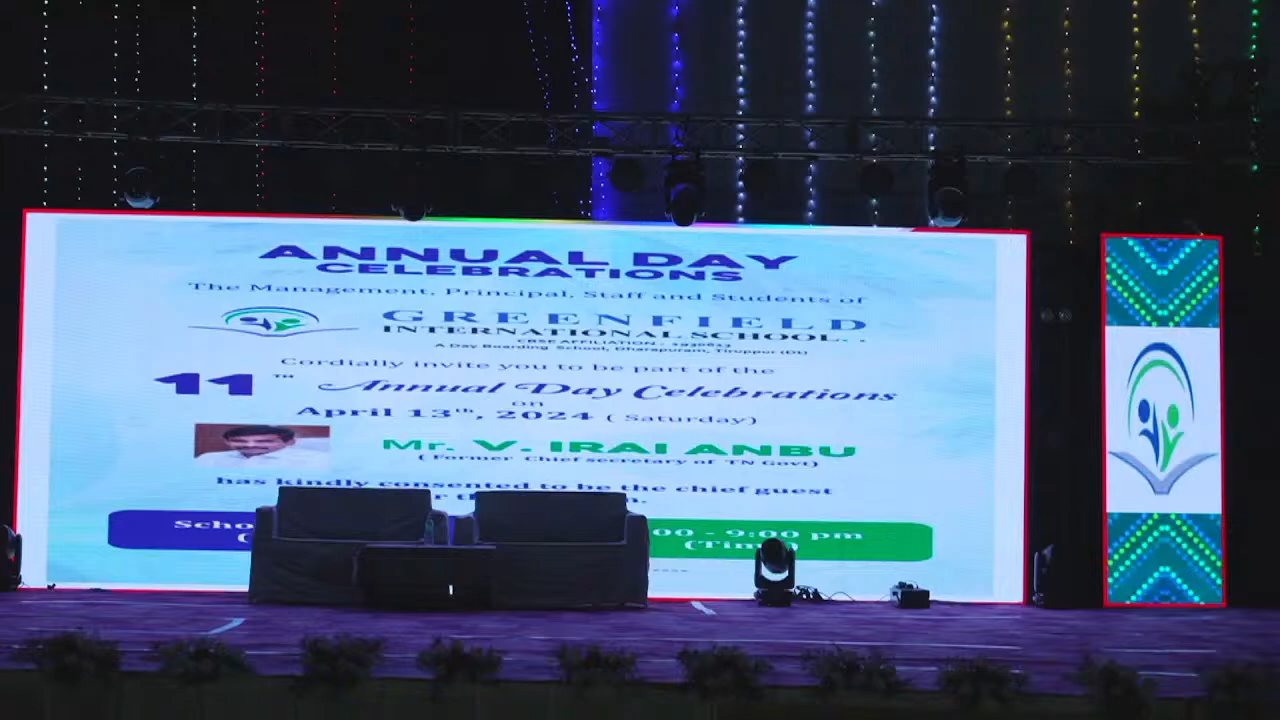 ANNUAL DAY
CELEBRATIONS
The Management, Principal, Staff and Students of
GREENFIELD
INTERNATIONAL SCHOOL..
CBSE AFFILIATION : 1930613
A Day Boarding School, Dharapuram, Tiruppur (Dt)
Cordially invite you to be part of the
11TH Annual Day Celebrations
on
April 13th, 2024 (Saturday)
Mr. V. IRAI ANBU
(Former Chief secretary of TN Govt)
has kindly consented to be the chief guest
00 - 9:00 pm